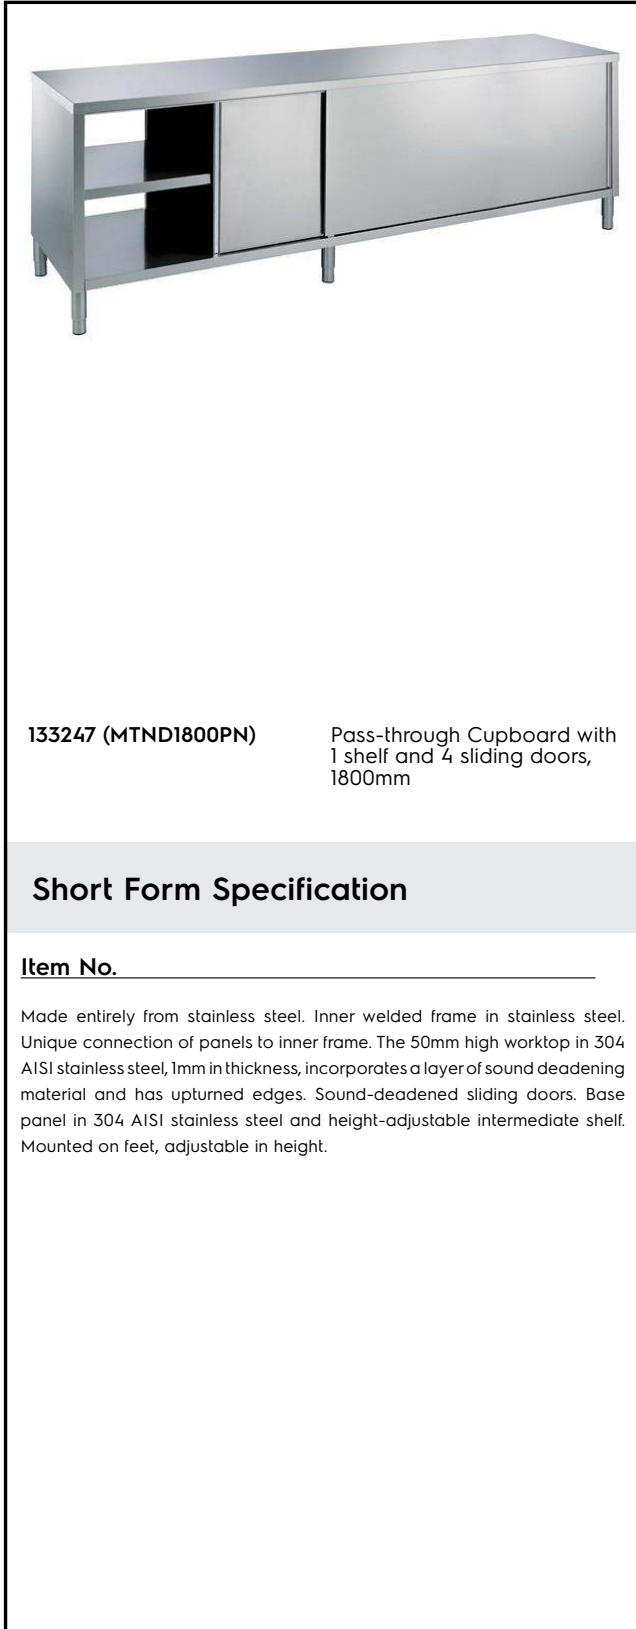 133247 (MTND1800PN)
Pass-through Cupboard with
1 shelf and 4 sliding doors,
1800mm
Short Form Specification
Item No.
Made entirely from stainless steel. Inner welded frame in stainless steel.
Unique connection of panels to inner frame. The 50mm high worktop in 304
AISI stainless steel, 1mm in thickness, incorporates a layer of sound deadening
material and has upturned edges. Sound-deadened sliding doors. Base
panel in 304 AISI stainless steel and height-adjustable intermediate shelf.
Mounted on feet, adjustable in height.